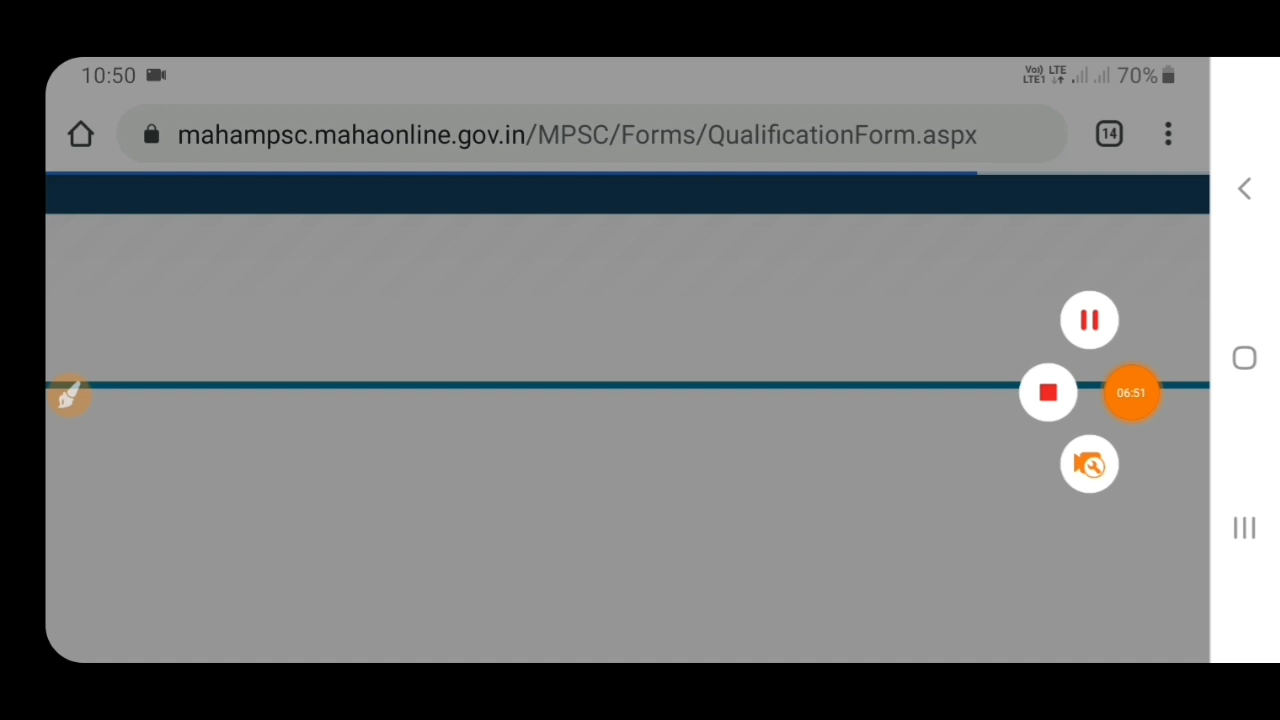 10:50
Vo) LTE
LTE1
70%
mahampsc.mahaonline.gov.in/MPSC/Forms/QualificationForm.aspx
14
06:51